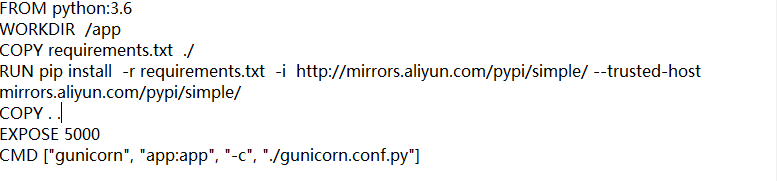 FROM python:3.6
WORKDIR  /app
COPY requirements.txt  ./
RUN pip install  -r requirements.txt  -i  http://mirrors.aliyun.com/pypi/simple/ --trusted-host
mirrors.aliyun.com/pypi/simple/
COPY . .
EXPOSE 5000
CMD ["gunicorn", "app:app", "-c", "./gunicorn.conf.py"]